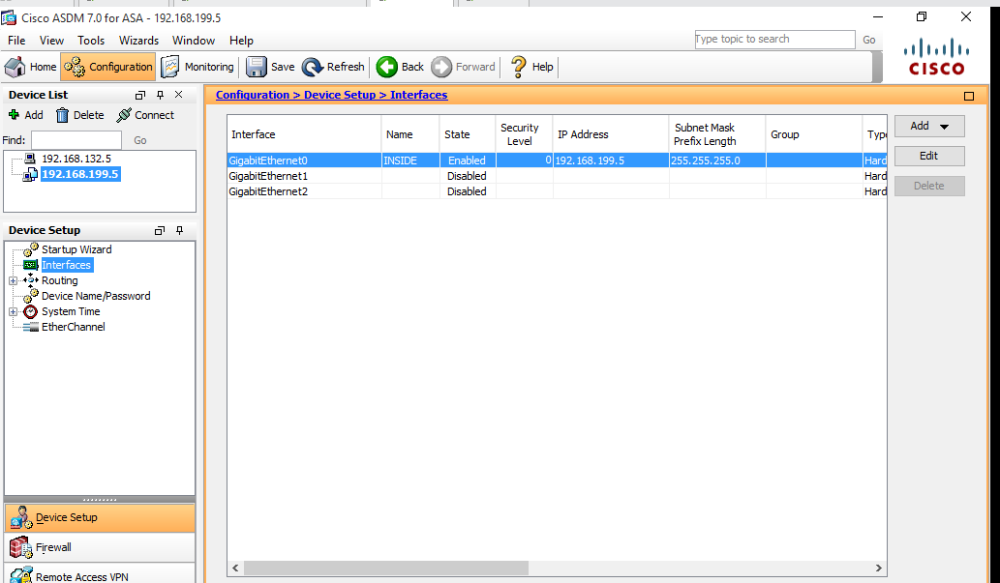 Cisco ASDM 7.0 for ASA - 192.168.199.5
File View Tools Wizards Window Help
Type topic to search Go
Home Configuration Monitoring Save Refresh Back Forward Help
CISCO
Device List
Add Delete Connect
Find: Go
192.168.132.5
192.168.199.5
Device Setup
Startup Wizard
Interfaces
Routing
Device Name/Password
System Time
EtherChannel
Device Setup
Firewall
Remote Access VPN
Configuration > Device Setup > Interfaces
Interface Name State Security Level IP Address Subnet Mask Prefix Length Group Type
GigabitEthernet0 INSIDE Enabled 0 192.168.199.5 255.255.255.0 Hard
GigabitEthernet1 Disabled Hard
GigabitEthernet2 Disabled Hard
Add
Edit
Delete